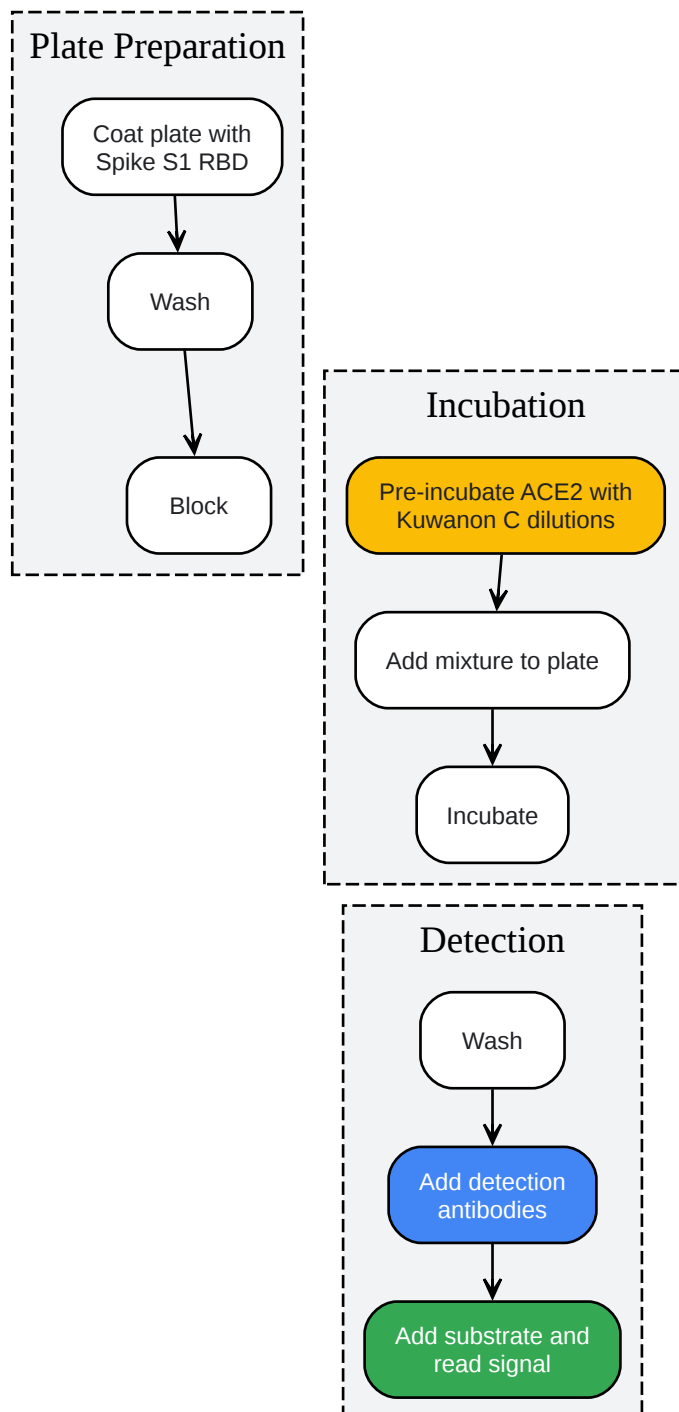 Plate Preparation
Coat plate with
Spike S1 RBD
Wash
Block
Incubation
Pre-incubate ACE2 with
Kuwanon C dilutions
Add mixture to plate
Incubate
Detection
Wash
Add detection
antibodies
Add substrate and
read signal